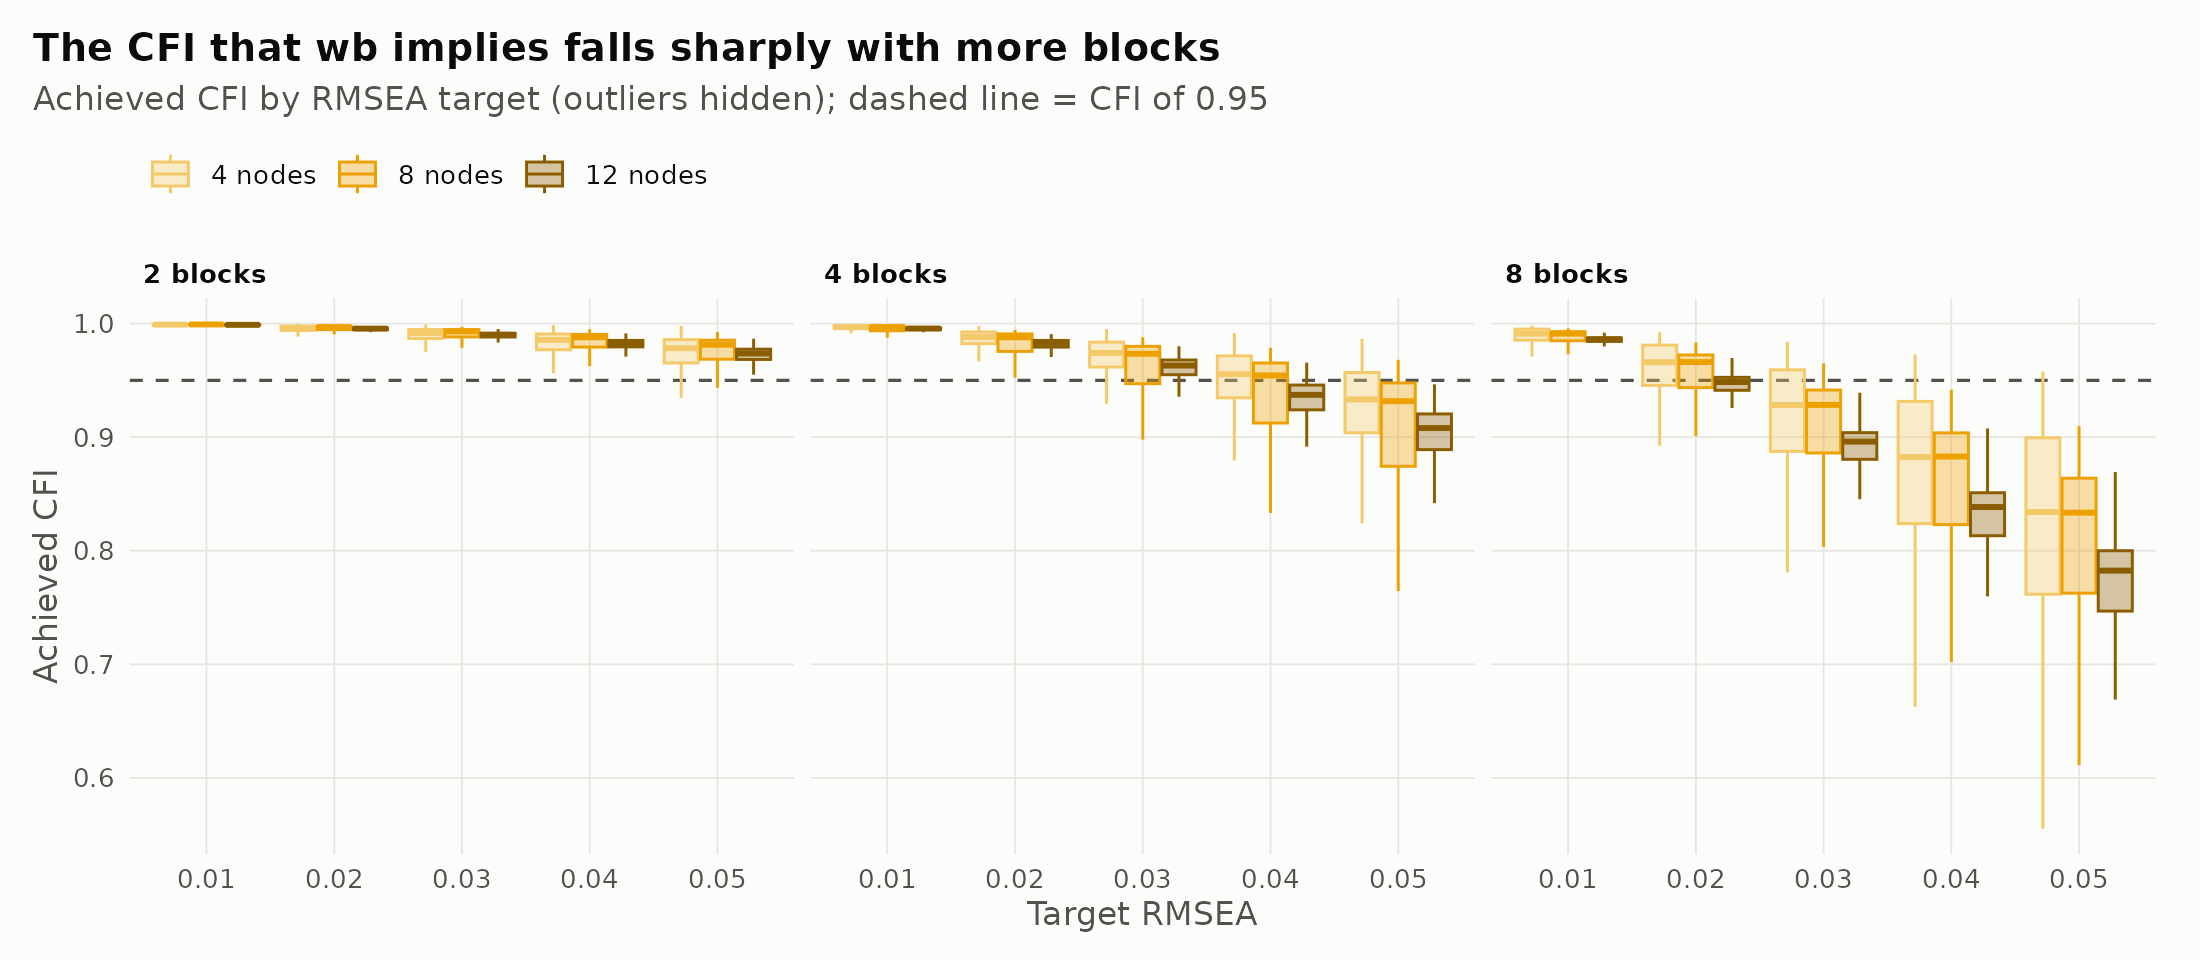 The CFI that wb implies falls sharply with more blocks
Achieved CFI by RMSEA target (outliers hidden); dashed line = CFI of 0.95
4 nodes 8 nodes 12 nodes
2 blocks 4 blocks 8 blocks
Achieved CFI
1.0
0.9
0.8
0.7
0.6
0.01 0.02 0.03 0.04 0.05 0.01 0.02 0.03 0.04 0.05 0.01 0.02 0.03 0.04 0.05
Target RMSEA